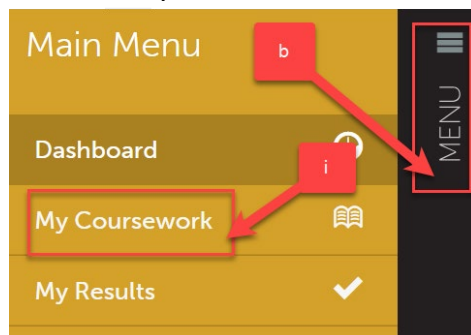 Main Menu
b
MENU
Dashboard
i
My Coursework
My Results